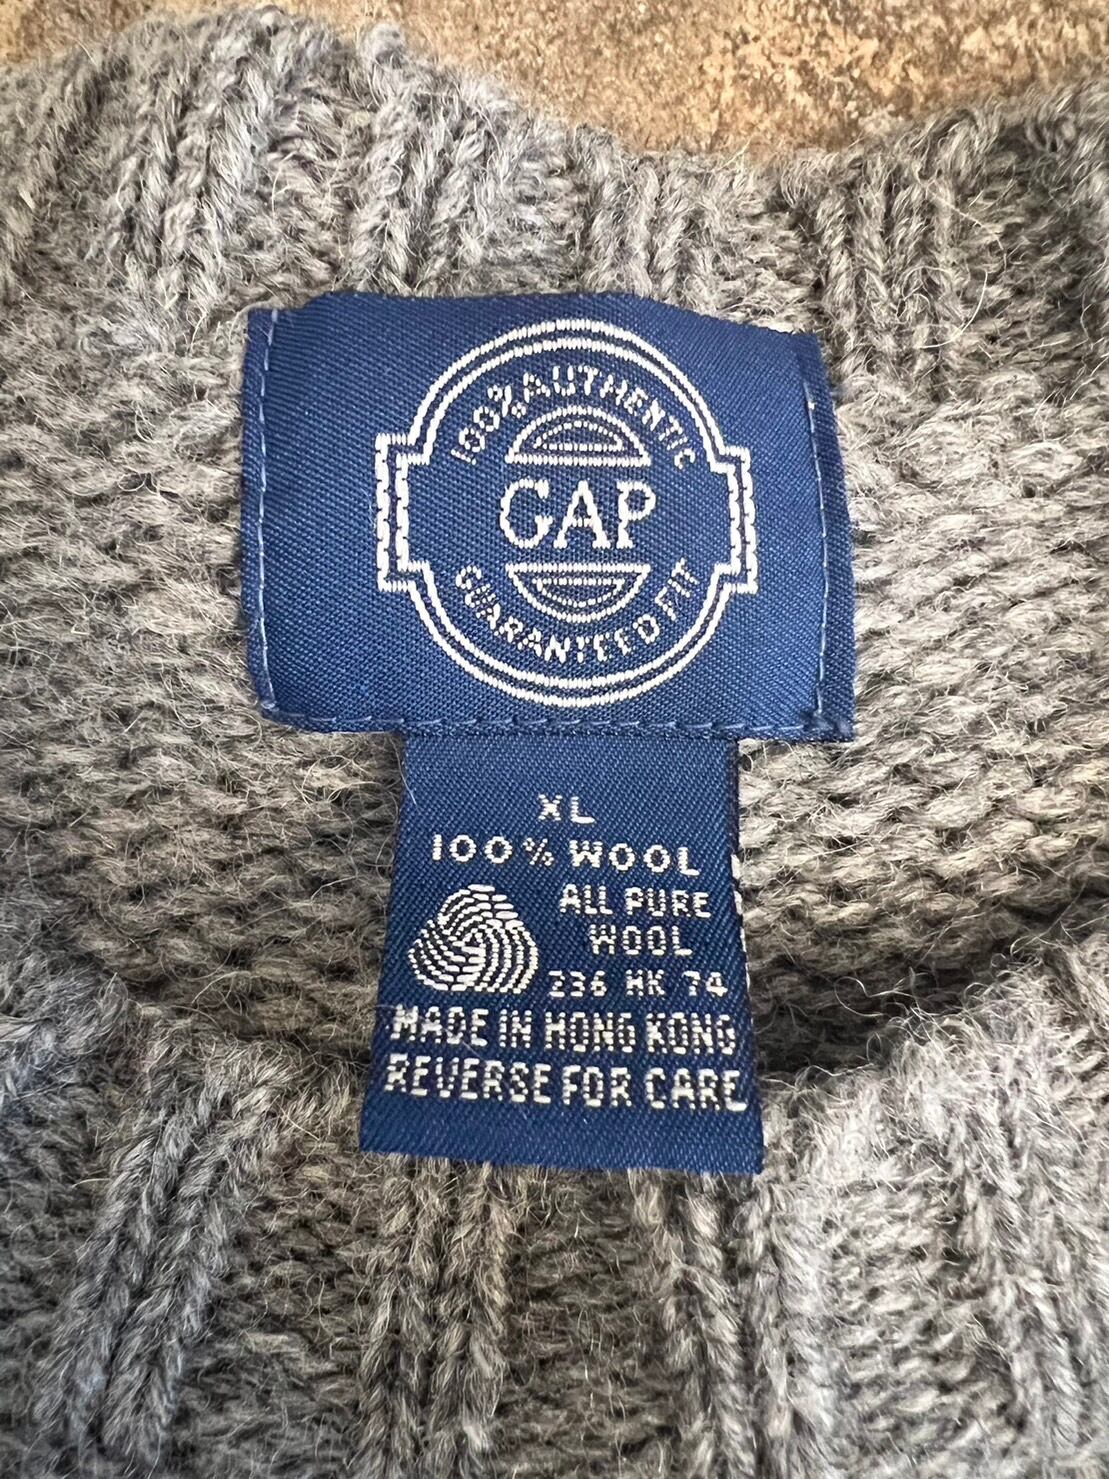 100% AUTHENTIC
GAP
GUARANTEED FIT
XL
100% WOOL
ALL PURE
WOOL
236 HK 74
MADE IN HONG KONG
REVERSE FOR CARE